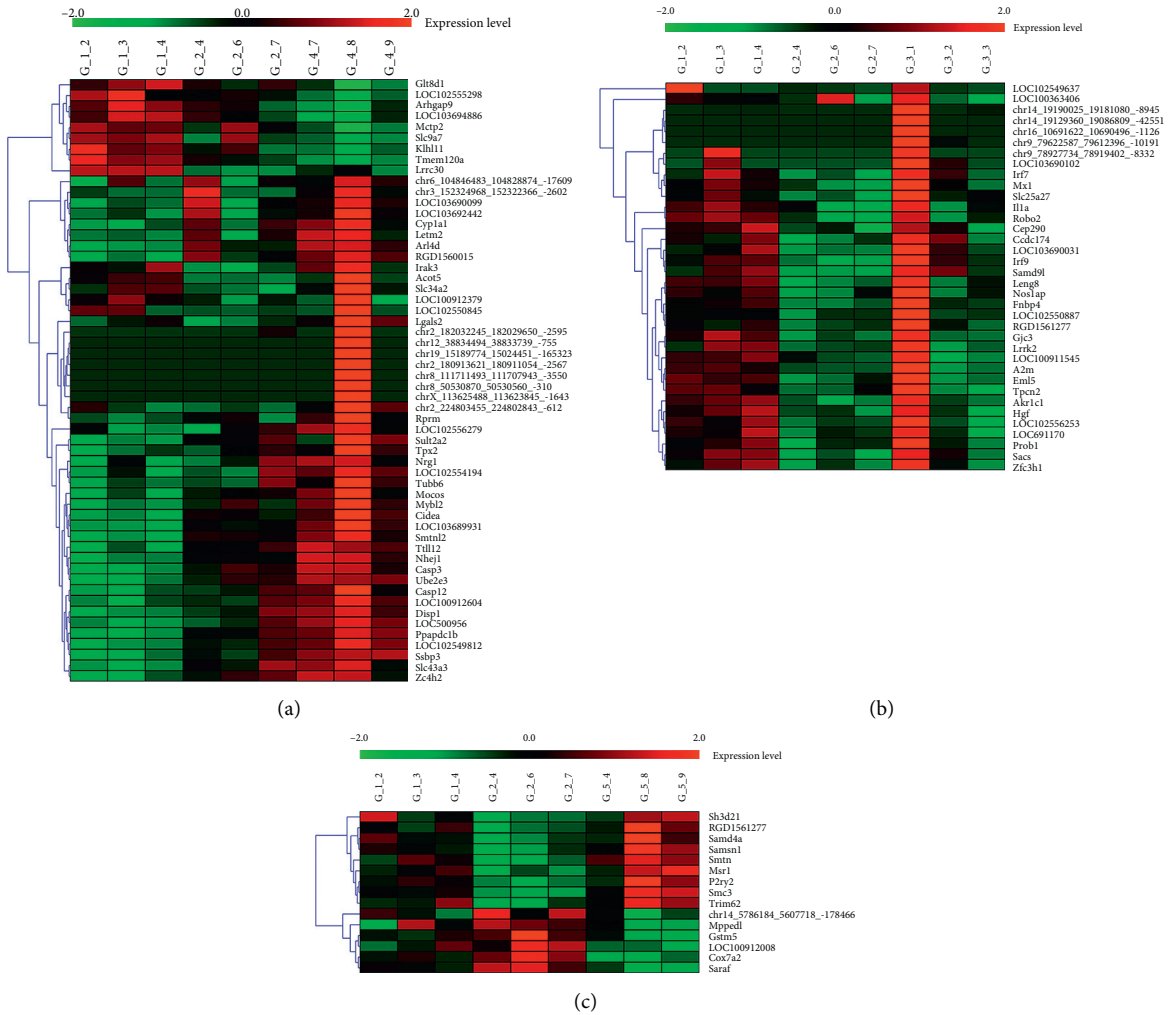 −2.0 0.0 2.0
Expression level
G_1_2
G_1_3
G_1_4
G_2_4
G_2_6
G_2_7
G_4_7
G_4_8
G_4_9
Glt8d1
LOC102555298
Arhgap9
LOC103694886
Mctp2
Slc9a7
Klhl11
Tmem120a
Lrrc30
chr6_104846483_104828874_-17609
chr3_152324968_152322366_-2602
LOC103690099
LOC103692442
Cyp1a1
Letm2
Arl4d
RGD1560015
Irak3
Acot5
Slc34a2
LOC100912379
LOC102550845
Lgals2
chr2_182032245_182029650_-2595
chr12_38834494_38833739_-755
chr19_15189774_15024451_-165323
chr2_180913621_180911054_-2567
chr8_111711493_111707943_-3550
chr8_50530870_50530560_-310
chrX_113625488_113623845_-1643
chr2_224803455_224802843_-612
Rprm
LOC102556279
Sult2a2
Tpx2
Nrg1
LOC102554194
Tubb6
Mocos
Mybl2
Cidea
LOC103689931
Smtnl2
Ttll12
Nhej1
Casp3
Ube2e3
Casp12
LOC100912604
Disp1
LOC500956
Ppapdc1b
LOC102549812
Ssbp3
Slc43a3
Zc4h2
(a)
−2.0 0.0 2.0
Expression level
G_1_2
G_1_3
G_1_4
G_2_4
G_2_6
G_2_7
G_3_1
G_3_2
G_3_3
LOC102549637
LOC100363406
chr14_19190025_19181080_-8945
chr14_19129360_19086809_-42551
chr16_10691622_10690496_-1126
chr9_79622587_79612396_-10191
chr9_78927734_78919402_-8332
LOC103690102
Irf7
Mx1
Slc25a27
Il1a
Robo2
Cep290
Ccdc174
LOC103690031
Irf9
Samd9l
Leng8
Nos1ap
Fnbp4
LOC102550887
RGD1561277
Gjc3
Lrrk2
LOC100911545
A2m
Eml5
Tpcn2
Akr1c1
Hgf
LOC102556253
LOC691170
Prob1
Sacs
Zfc3h1
(b)
−2.0 0.0 2.0
Expression level
G_1_2
G_1_3
G_1_4
G_2_4
G_2_6
G_2_7
G_5_4
G_5_8
G_5_9
Sh3d21
RGD1561277
Samd4a
Samsn1
Smtn
Msr1
P2ry2
Smc3
Trim62
chr14_5786184_5607718_-178466
Mppedl
Gstm5
LOC100912008
Cox7a2
Saraf
(c)